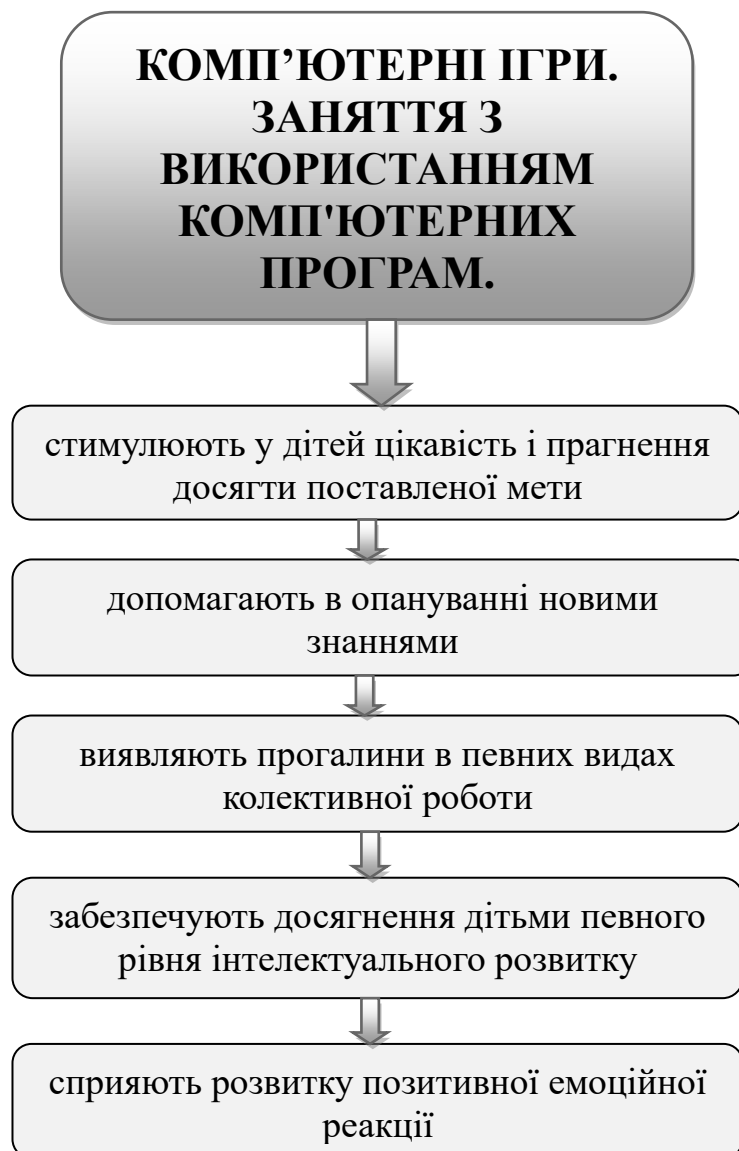 КОМП’ЮТЕРНІ ІГРИ.
ЗАНЯТТЯ З
ВИКОРИСТАННЯМ
КОМП'ЮТЕРНИХ
ПРОГРАМ.
стимулюють у дітей цікавість і прагнення
досягти поставленої мети
допомагають в опануванні новими
знаннями
виявляють прогалини в певних видах
колективної роботи
забезпечують досягнення дітьми певного
рівня інтелектуального розвитку
сприяють розвитку позитивної емоційної
реакції